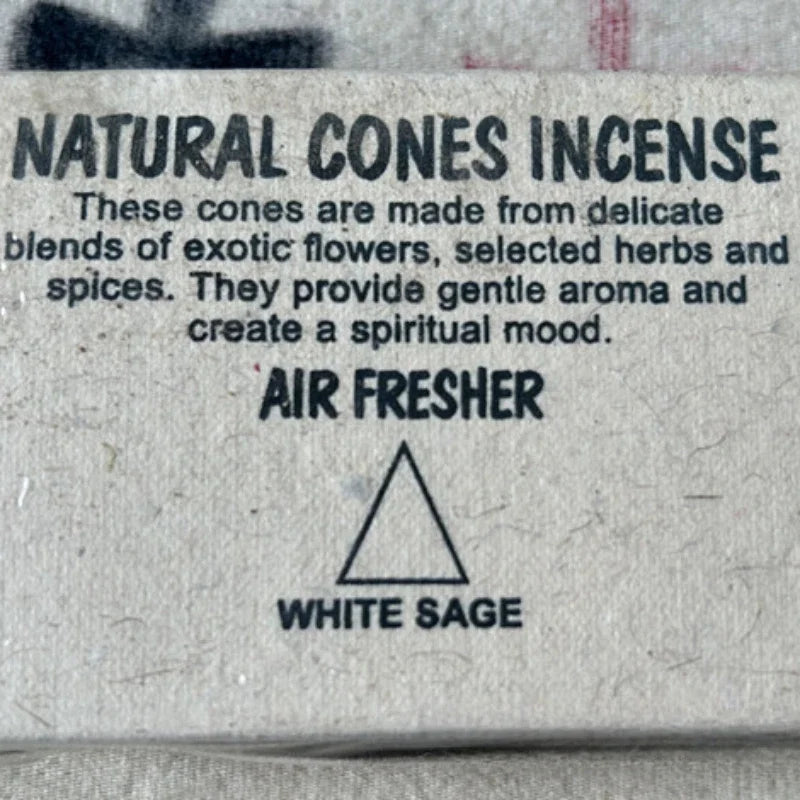 NATURAL CONES INCENSE
These cones are made from delicate
blends of exotic flowers, selected herbs and
spices. They provide gentle aroma and
create a spiritual mood.
AIR FRESHER
WHITE SAGE